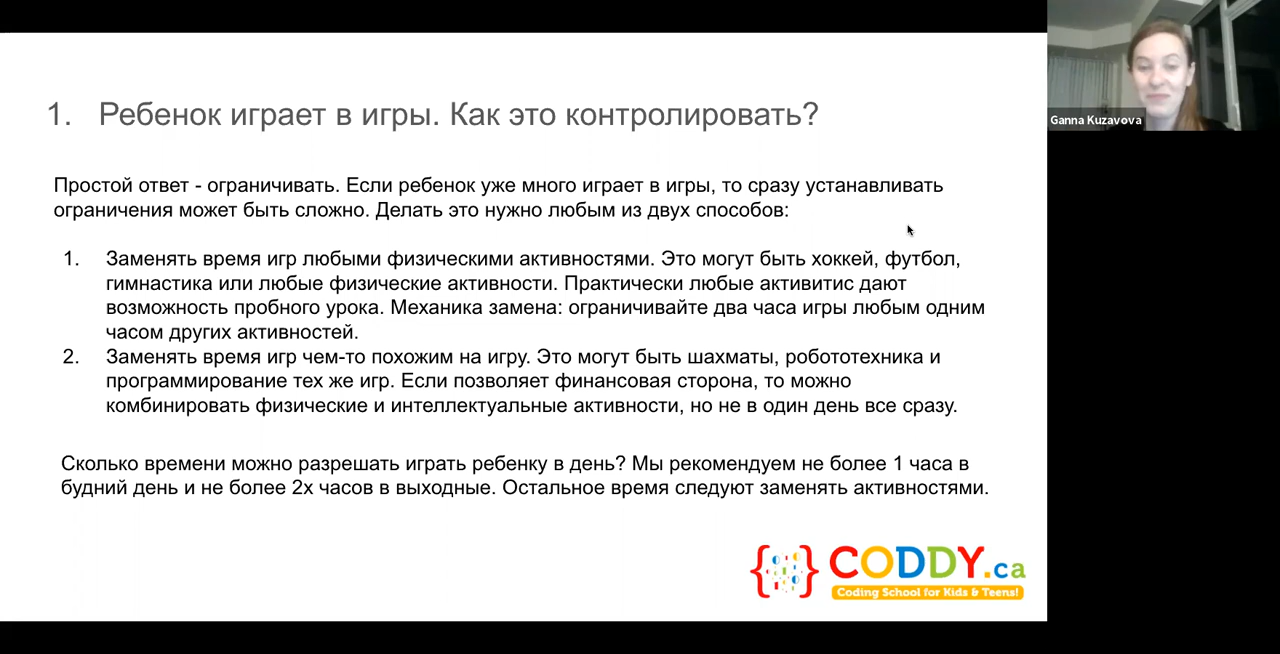 1. Ребенок играет в игры. Как это контролировать?
Простой ответ - ограничивать. Если ребенок уже много играет в игры, то сразу устанавливать
ограничения может быть сложно. Делать это нужно любым из двух способов:
1. Заменять время игр любыми физическими активностями. Это могут быть хоккей, футбол,
гимнастика или любые физические активности. Практически любые активитис дают
возможность пробного урока. Механика замена: ограничивайте два часа игры любым одним
часом других активностей.
2. Заменять время игр чем-то похожим на игру. Это могут быть шахматы, робототехника и
программирование тех же игр. Если позволяет финансовая сторона, то можно
комбинировать физические и интеллектуальные активности, но не в один день все сразу.
Сколько времени можно разрешать играть ребенку в день? Мы рекомендуем не более 1 часа в
будний день и не более 2х часов в выходные. Остальное время следуют заменять активностями.
CODDY.ca
Coding School for Kids & Teens!
Ganna Kuzavova